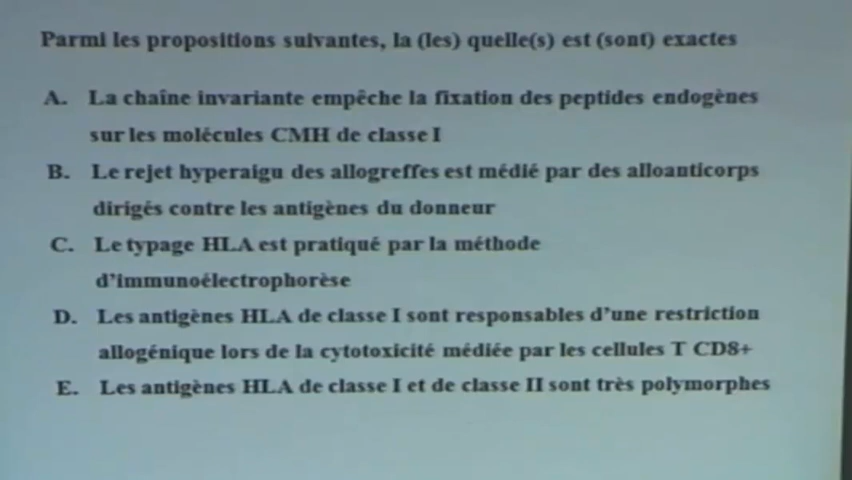 Parmi les propositions suivantes, la (les) quelle(s) est (sont) exactes
A. La chaîne invariante empêche la fixation des peptides endogènes
sur les molécules CMH de classe I
B. Le rejet hyperaigu des allogreffes est médié par des alloanticorps
dirigés contre les antigènes du donneur
C. Le typage HLA est pratiqué par la méthode
d'immunoélectrophorèse
D. Les antigènes HLA de classe I sont responsables d'une restriction
allogénique lors de la cytotoxicité médiée par les cellules T CD8+
E. Les antigènes HLA de classe I et de classe II sont très polymorphes